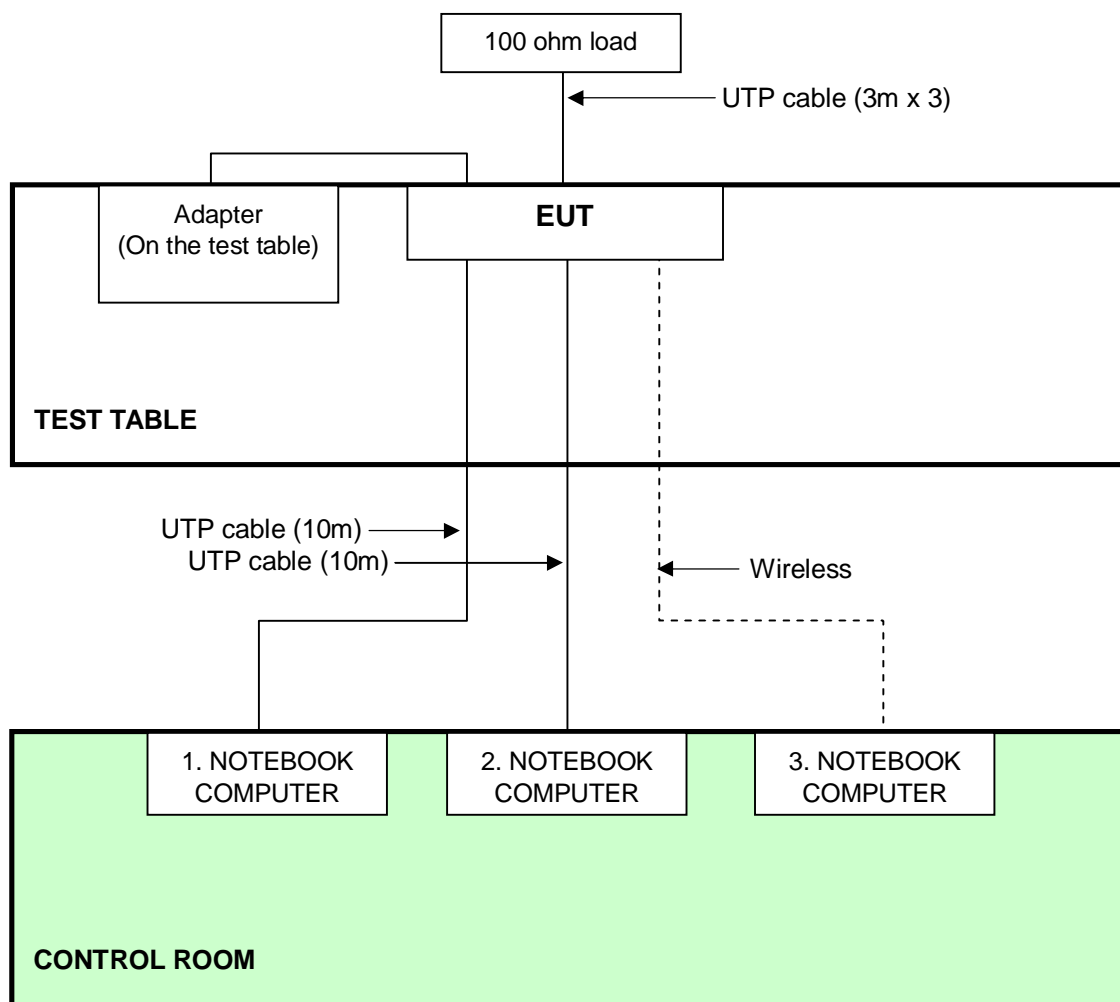 100 ohm load
UTP cable (3m x 3)
Adapter
(On the test table)
EUT
TEST TABLE
UTP cable (10m)
UTP cable (10m)
Wireless
1. NOTEBOOK
COMPUTER
2. NOTEBOOK
COMPUTER
3. NOTEBOOK
COMPUTER
CONTROL ROOM